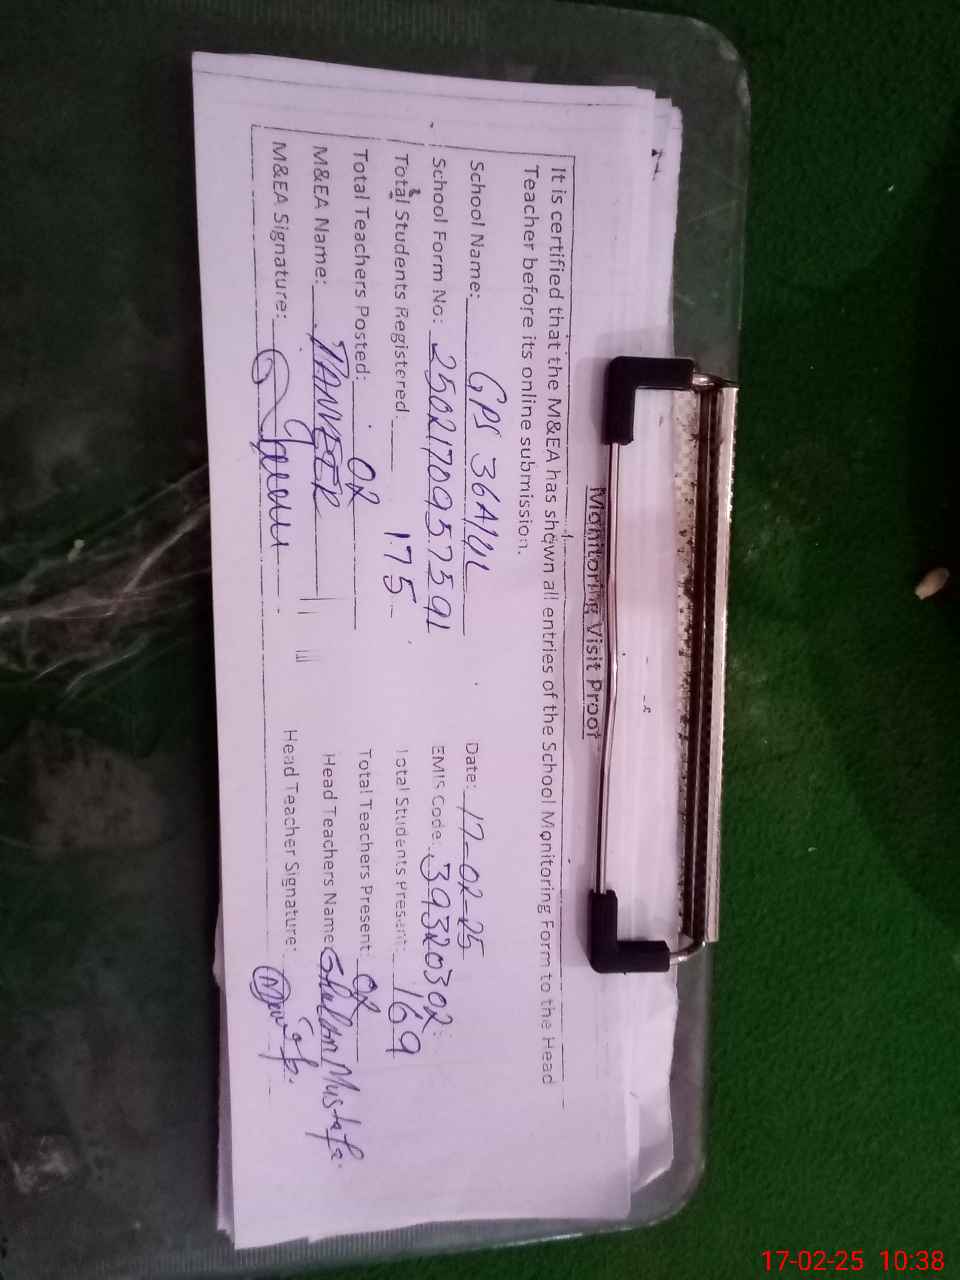 Monitoring Visit Proof
It is certified that the M&EA has shown all entries of the School Monitoring Form to the Head
Teacher before its online submission.
School Name: GPS 36A/4L Date: 17-02-25
School Form No: 2502170957591 EMIS Code: 39320302
Total Students Registered: 175 Total Students Present: 169
Total Teachers Posted: 02 Total Teachers Present: 02
M&EA Name: TANVEER Head Teachers Name: Ghulam Mustafa
M&EA Signature: Head Teacher Signature:
17-02-25 10:38